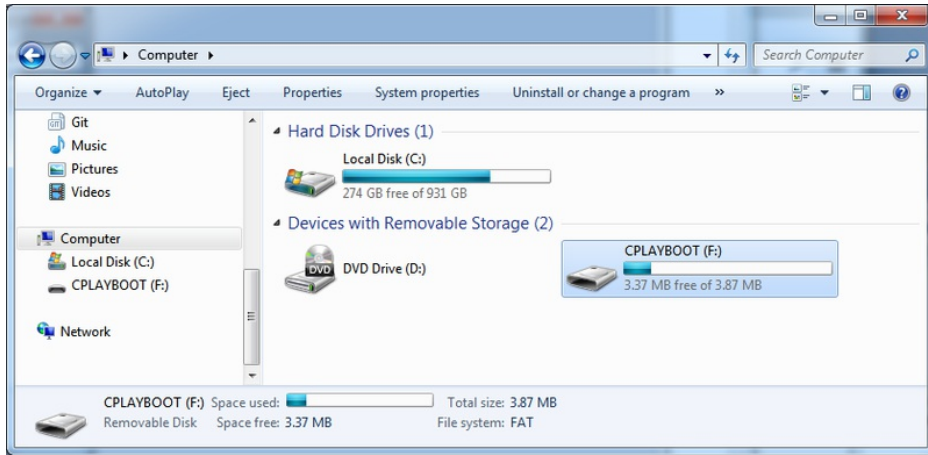 Computer
Search Computer
Organize AutoPlay Eject Properties System properties Uninstall or change a program »
Git
Music
Pictures
Videos
Computer
Local Disk (C:)
CPLAYBOOT (F:)
Network
Hard Disk Drives (1)
Local Disk (C:)
274 GB free of 931 GB
Devices with Removable Storage (2)
DVD
DVD Drive (D:)
CPLAYBOOT (F:)
3.37 MB free of 3.87 MB
CPLAYBOOT (F:) Space used: Total size: 3.87 MB
Removable Disk Space free: 3.37 MB File system: FAT